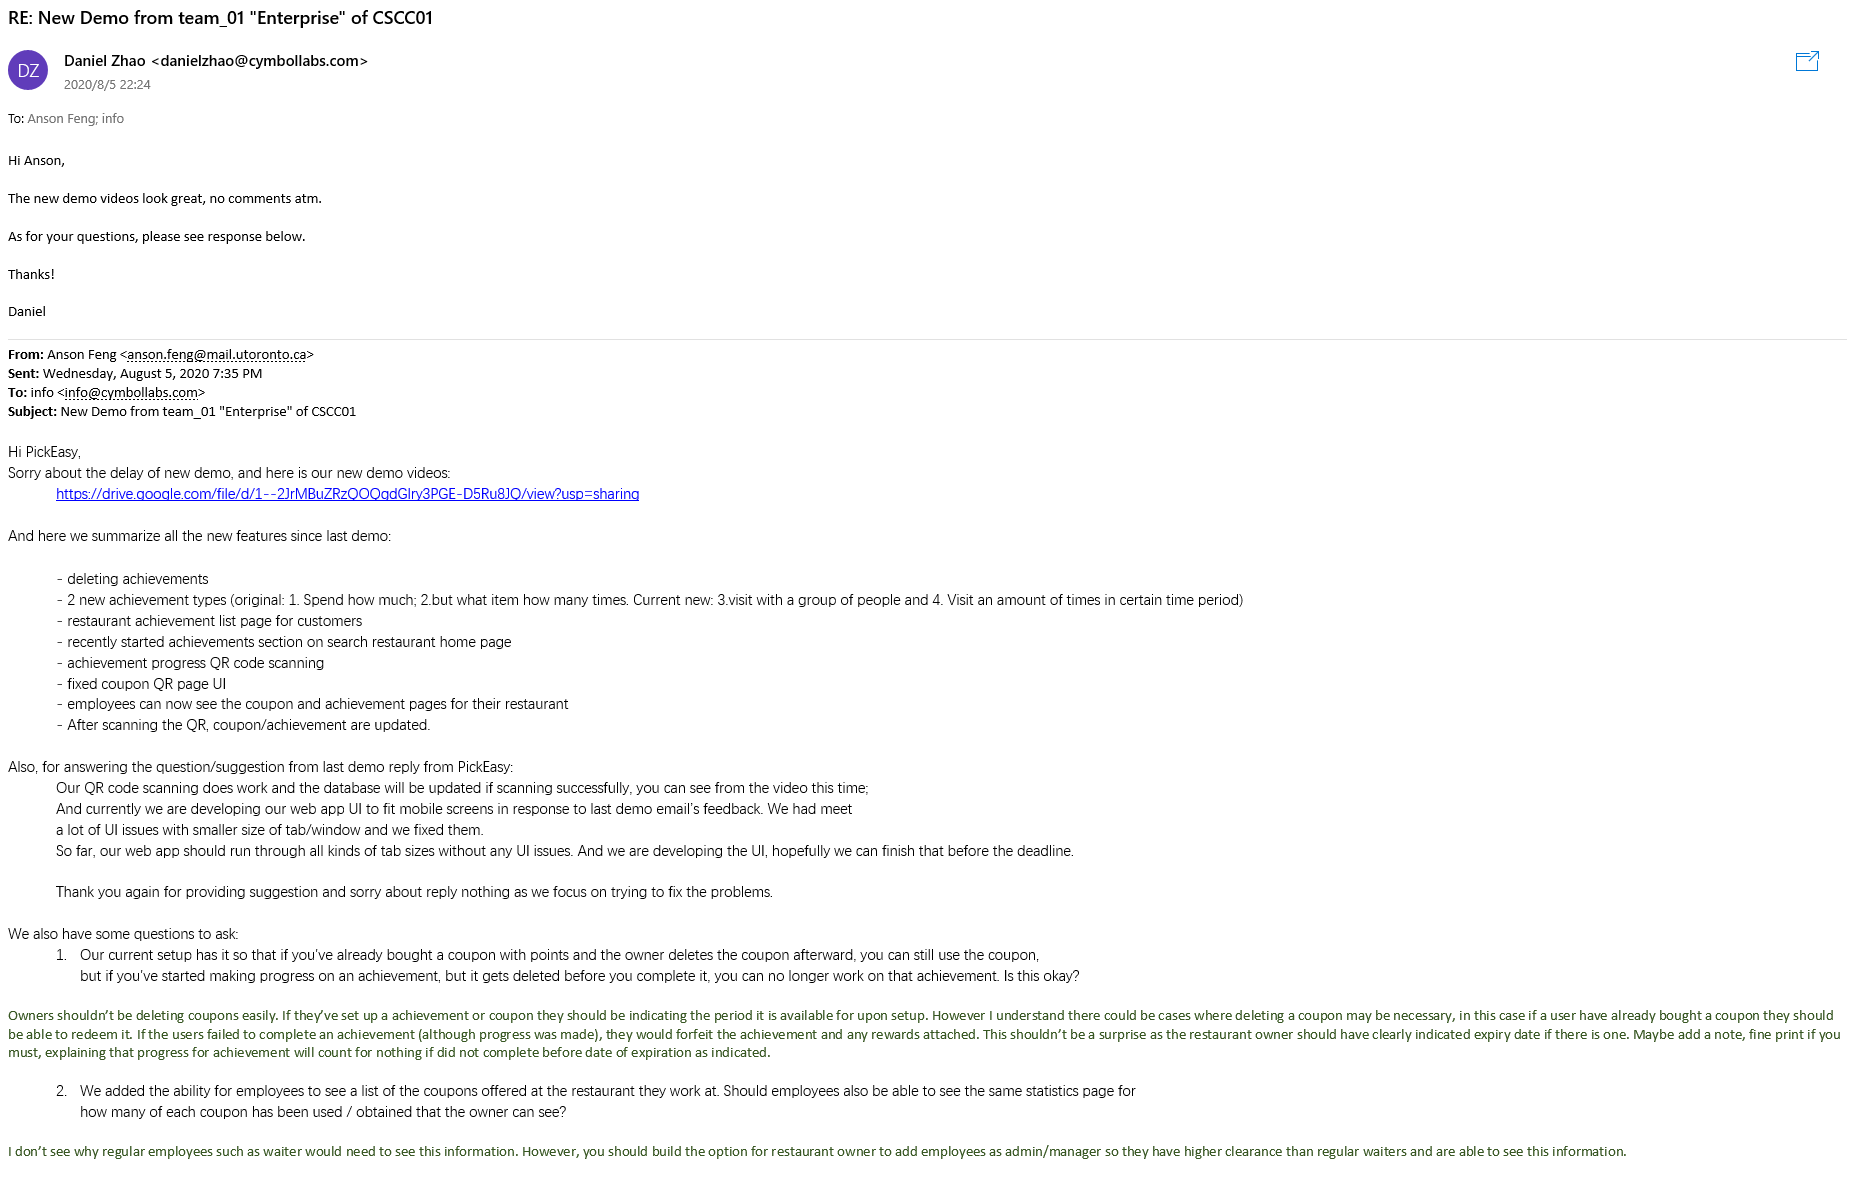 RE: New Demo from team_01 "Enterprise" of CSCC01
DZ
Daniel Zhao <danielzhao@cymbollabs.com>
2020/8/5 22:24
To: Anson Feng; info
Hi Anson,
The new demo videos look great, no comments atm.
As for your questions, please see response below.
Thanks!
Daniel
From: Anson Feng <anson.feng@mail.utoronto.ca>
Sent: Wednesday, August 5, 2020 7:35 PM
To: info <info@cymbollabs.com>
Subject: New Demo from team_01 "Enterprise" of CSCC01
Hi PickEasy,
Sorry about the delay of new demo, and here is our new demo videos:
https://drive.google.com/file/d/1--2JrMBuZRzQOQgdGlry3PGE-D5Ru8JQ/view?usp=sharing
And here we summarize all the new features since last demo:
- deleting achievements
- 2 new achievement types (original: 1. Spend how much; 2.but what item how many times. Current new: 3.visit with a group of people and 4. Visit an amount of times in certain time period)
- restaurant achievement list page for customers
- recently started achievements section on search restaurant home page
- achievement progress QR code scanning
- fixed coupon QR page UI
- employees can now see the coupon and achievement pages for their restaurant
- After scanning the QR, coupon/achievement are updated.
Also, for answering the question/suggestion from last demo reply from PickEasy:
Our QR code scanning does work and the database will be updated if scanning successfully, you can see from the video this time;
And currently we are developing our web app UI to fit mobile screens in response to last demo email's feedback. We had meet
a lot of UI issues with smaller size of tab/window and we fixed them.
So far, our web app should run through all kinds of tab sizes without any UI issues. And we are developing the UI, hopefully we can finish that before the deadline.
Thank you again for providing suggestion and sorry about reply nothing as we focus on trying to fix the problems.
We also have some questions to ask:
1. Our current setup has it so that if you've already bought a coupon with points and the owner deletes the coupon afterward, you can still use the coupon,
but if you've started making progress on an achievement, but it gets deleted before you complete it, you can no longer work on that achievement. Is this okay?
Owners shouldn't be deleting coupons easily. If they've set up a achievement or coupon they should be indicating the period it is available for upon setup. However I understand there could be cases where deleting a coupon may be necessary, in this case if a user have already bought a coupon they should
be able to redeem it. If the users failed to complete an achievement (although progress was made), they would forfeit the achievement and any rewards attached. This shouldn't be a surprise as the restaurant owner should have clearly indicated expiry date if there is one. Maybe add a note, fine print if you
must, explaining that progress for achievement will count for nothing if did not complete before date of expiration as indicated.
2. We added the ability for employees to see a list of the coupons offered at the restaurant they work at. Should employees also be able to see the same statistics page for
how many of each coupon has been used / obtained that the owner can see?
I don't see why regular employees such as waiter would need to see this information. However, you should build the option for restaurant owner to add employees as admin/manager so they have higher clearance than regular waiters and are able to see this information.